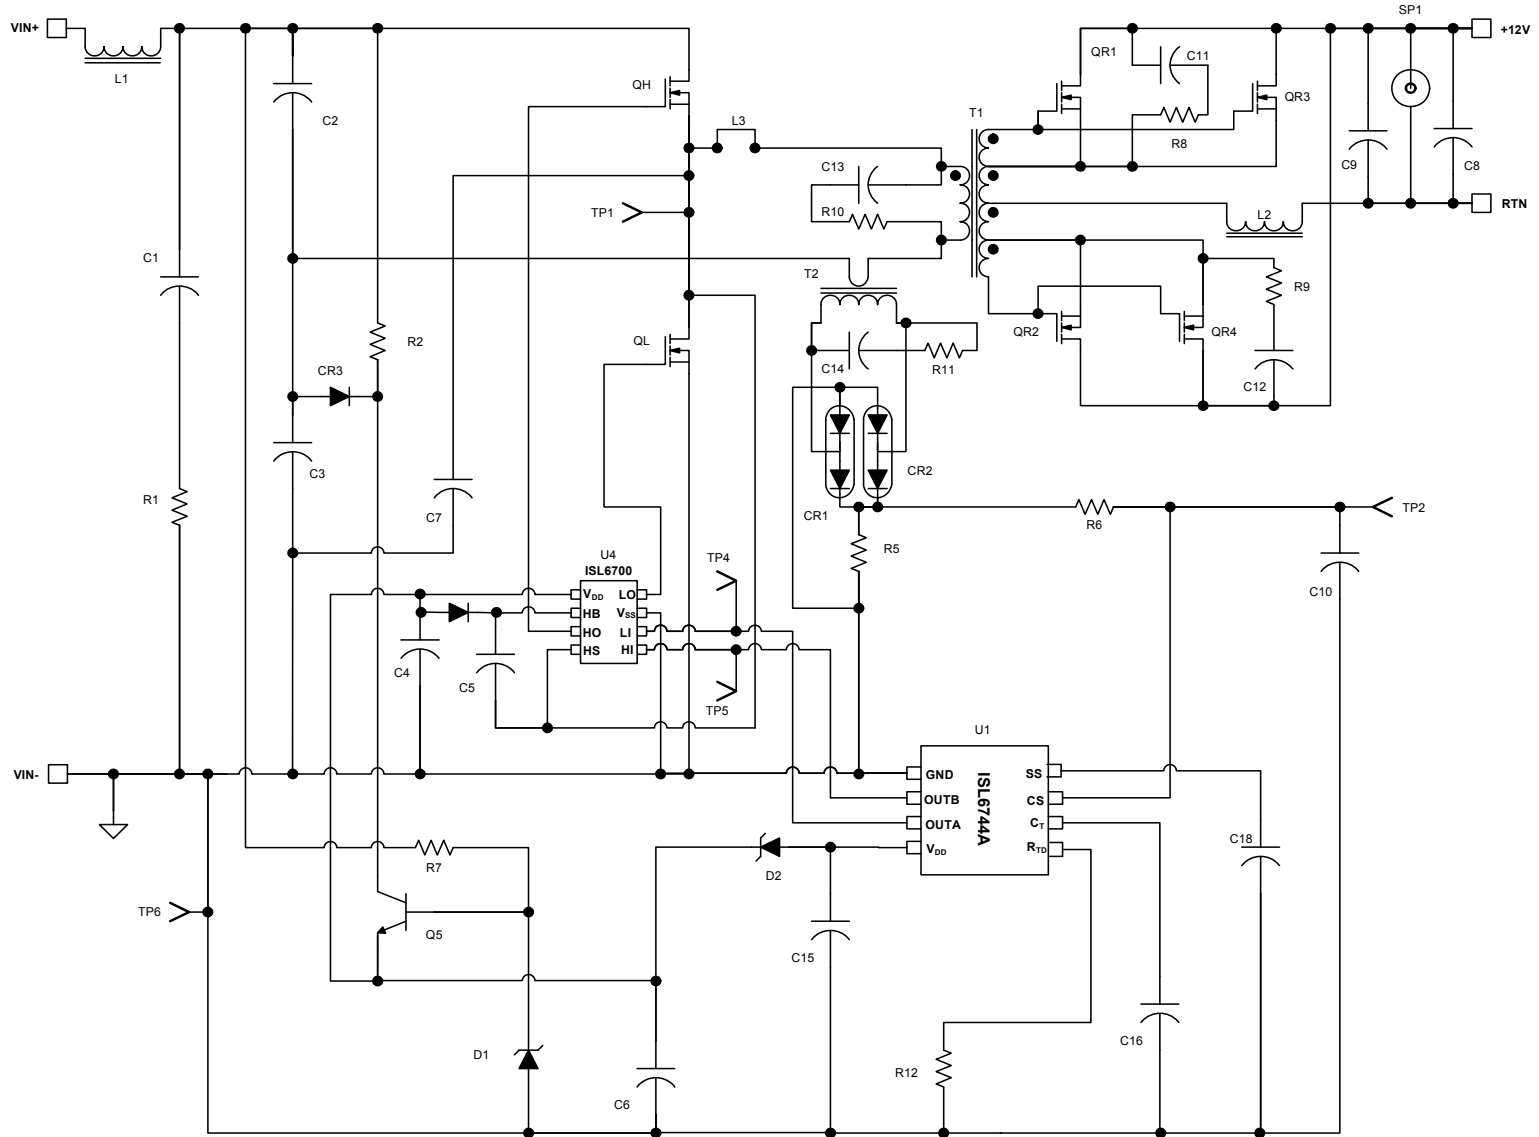 SP1
VIN+
+12V
L1
QH
QR1
C11
QR3
C2
L3
T1
R8
C9
C8
C13
TP1
R10
RTN
L2
C1
T2
R9
R2
QL
QR2
QR4
CR3
C14
R11
C12
C3
CR2
R1
C7
CR1
R6
TP2
R5
U4
ISL6700
TP4
VDD
LO
C10
HB
VSS
HO
LI
HS
HI
C4
C5
TP5
U1
VIN-
GND
SS
OUTB
CS
ISL6744A
OUTA
CT
VDD
RTD
C18
R7
D2
TP6
Q5
C15
C16
D1
R12
C6